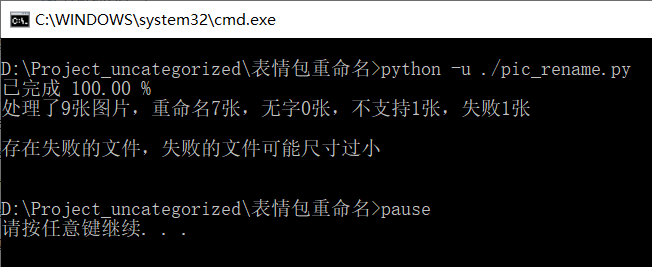 C:\WINDOWS\system32\cmd.exe
D:\Project_uncategorized\表情包重命名>python -u ./pic_rename.py
已完成 100.00 %
处理了9张图片，重命名7张，无字0张，不支持1张，失败1张
存在失败的文件，失败的文件可能尺寸过小
D:\Project_uncategorized\表情包重命名>pause
请按任意键继续. . .